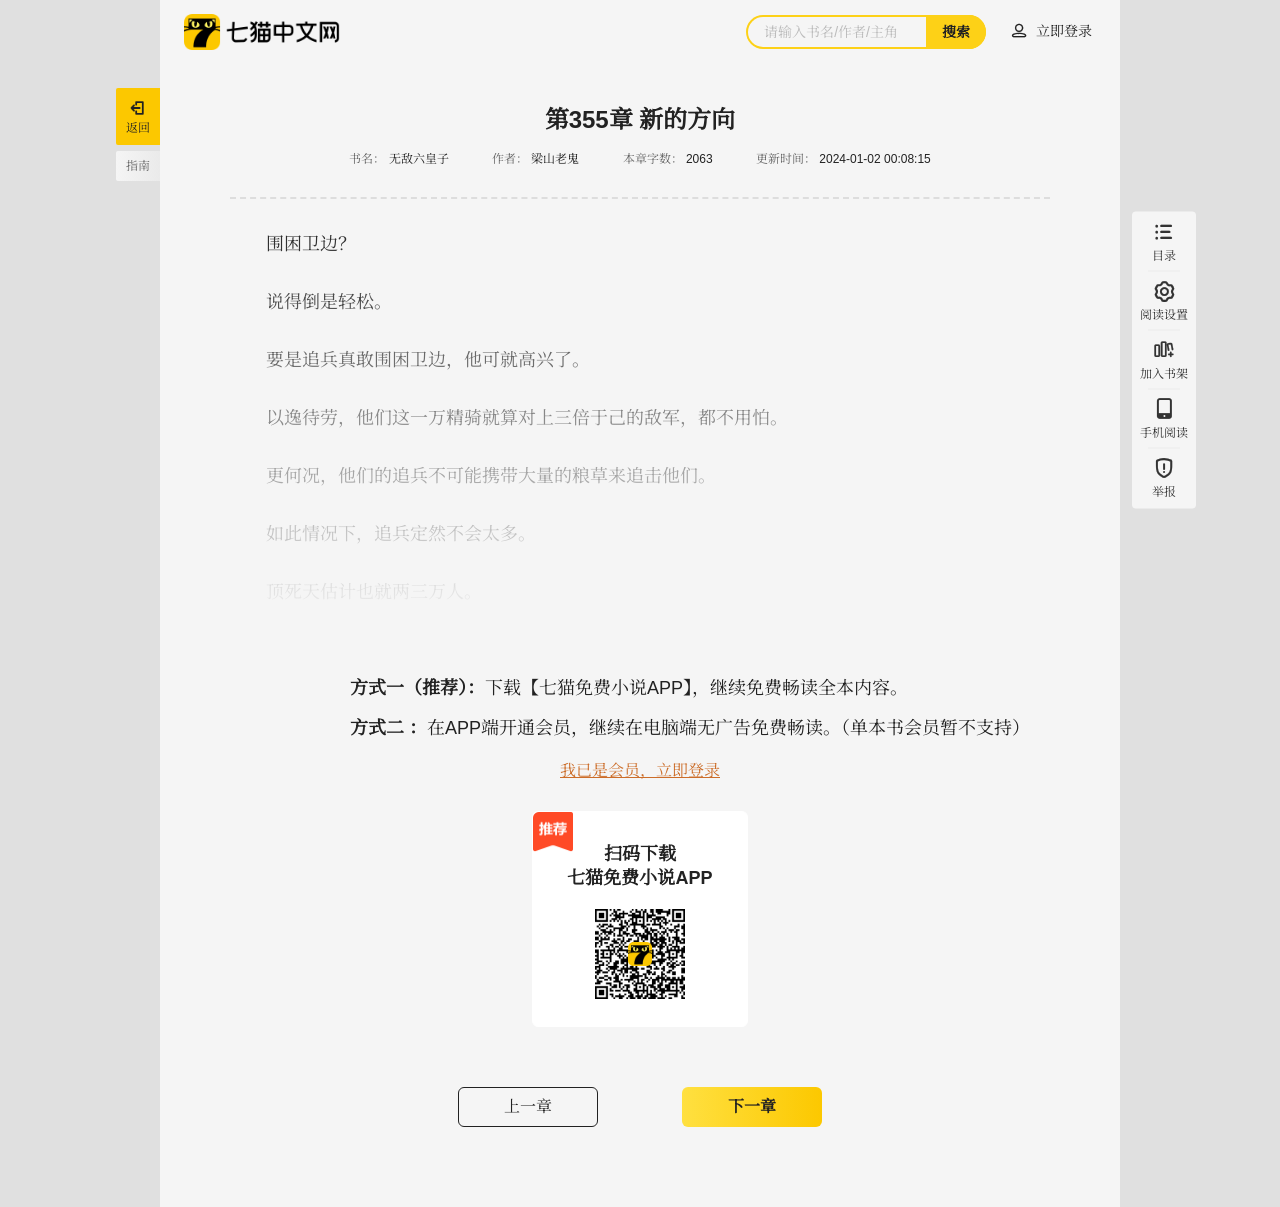 七猫中文网
请输入书名/作者/主角
搜索
立即登录
返回
指南
第355章 新的方向
书名： 无敌六皇子 作者： 梁山老鬼 本章字数： 2063 更新时间： 2024-01-02 00:08:15
围困卫边？
说得倒是轻松。
要是追兵真敢围困卫边，他可就高兴了。
以逸待劳，他们这一万精骑就算对上三倍于己的敌军，都不用怕。
更何况，他们的追兵不可能携带大量的粮草来追击他们。
如此情况下，追兵定然不会太多。
顶死天估计也就两三万人。
目录
阅读设置
加入书架
手机阅读
举报
方式一（推荐）：下载【七猫免费小说APP】，继续免费畅读全本内容。
方式二 ：在APP端开通会员，继续在电脑端无广告免费畅读。（单本书会员暂不支持）
我已是会员，立即登录
推荐
扫码下载
七猫免费小说APP
上一章
下一章